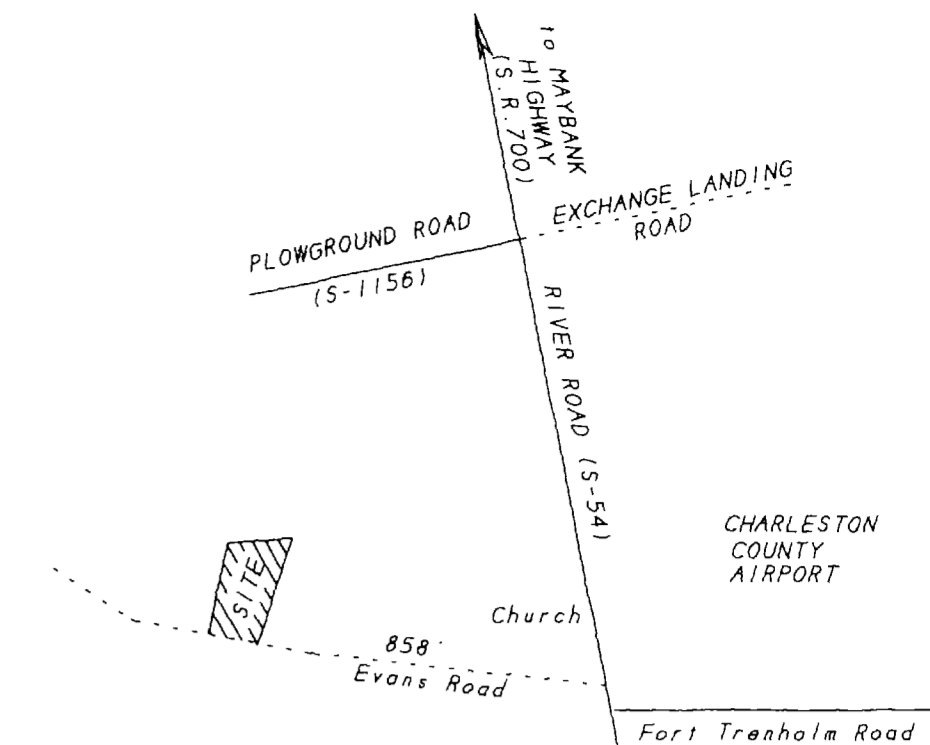 to MAYBANK
HIGHWAY
(S.R. 700)
EXCHANGE LANDING
ROAD
PLOWGROUND ROAD
(S-1156)
RIVER ROAD (S-54)
CHARLESTON
COUNTY
AIRPORT
SITE
Church
858'
Evans Road
Fort Trenholm Road